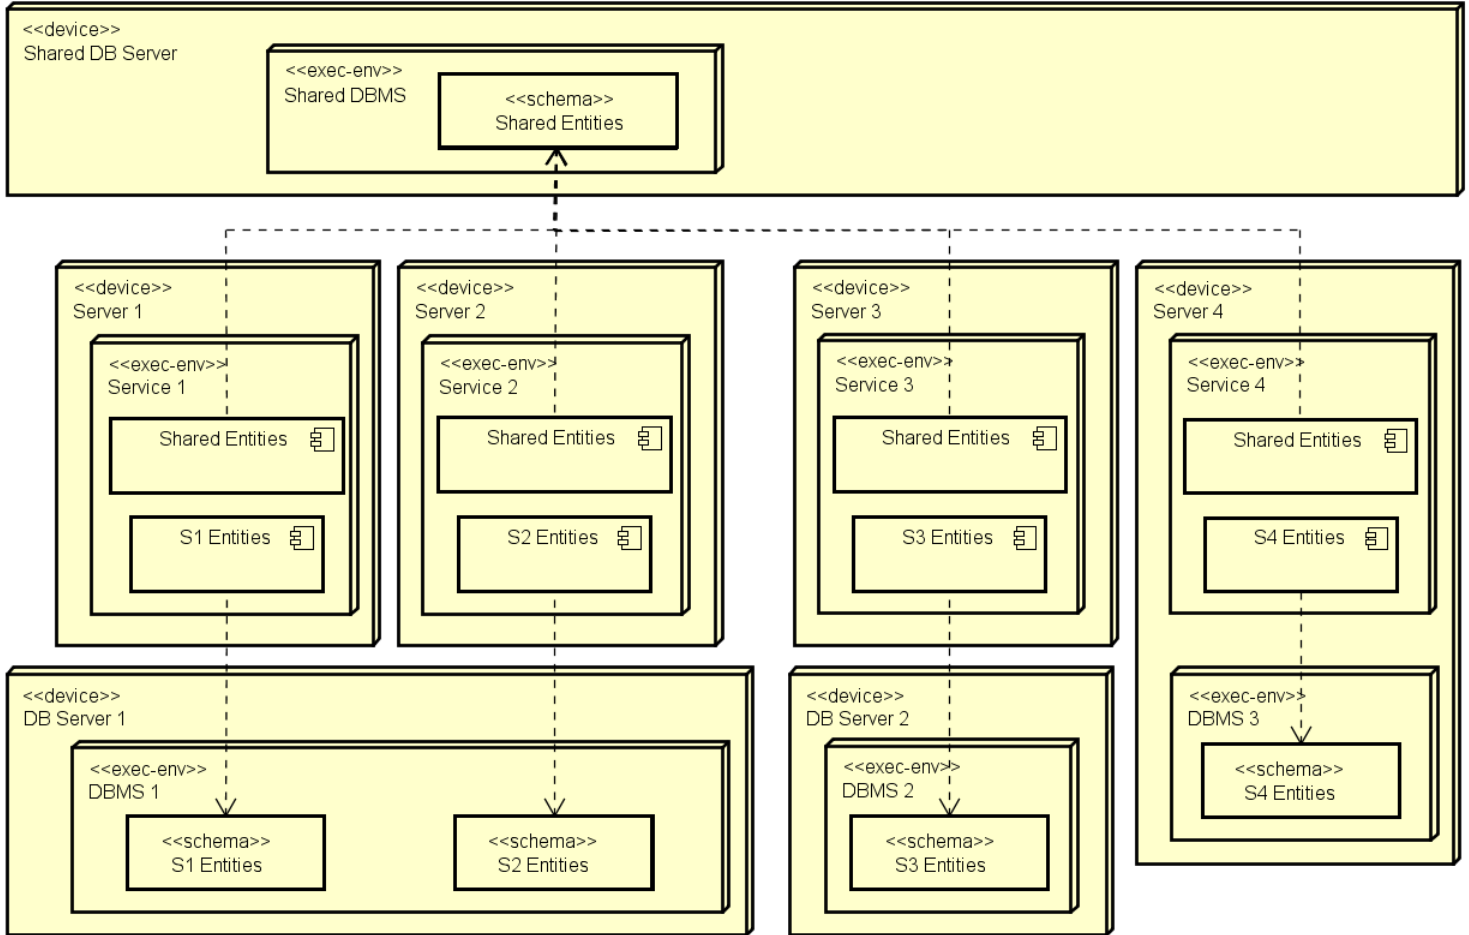 <<device>>
Shared DB Server
<<exec-env>>
Shared DBMS
<<schema>>
Shared Entities
<<device>>
Server 1
<<exec-env>>
Service 1
Shared Entities
S1 Entities
<<device>>
Server 2
<<exec-env>>
Service 2
Shared Entities
S2 Entities
<<device>>
Server 3
<<exec-env>>
Service 3
Shared Entities
S3 Entities
<<device>>
Server 4
<<exec-env>>
Service 4
Shared Entities
S4 Entities
<<exec-env>>
DBMS 3
<<schema>>
S4 Entities
<<device>>
DB Server 1
<<exec-env>>
DBMS 1
<<schema>>
S1 Entities
<<schema>>
S2 Entities
<<device>>
DB Server 2
<<exec-env>>
DBMS 2
<<schema>>
S3 Entities